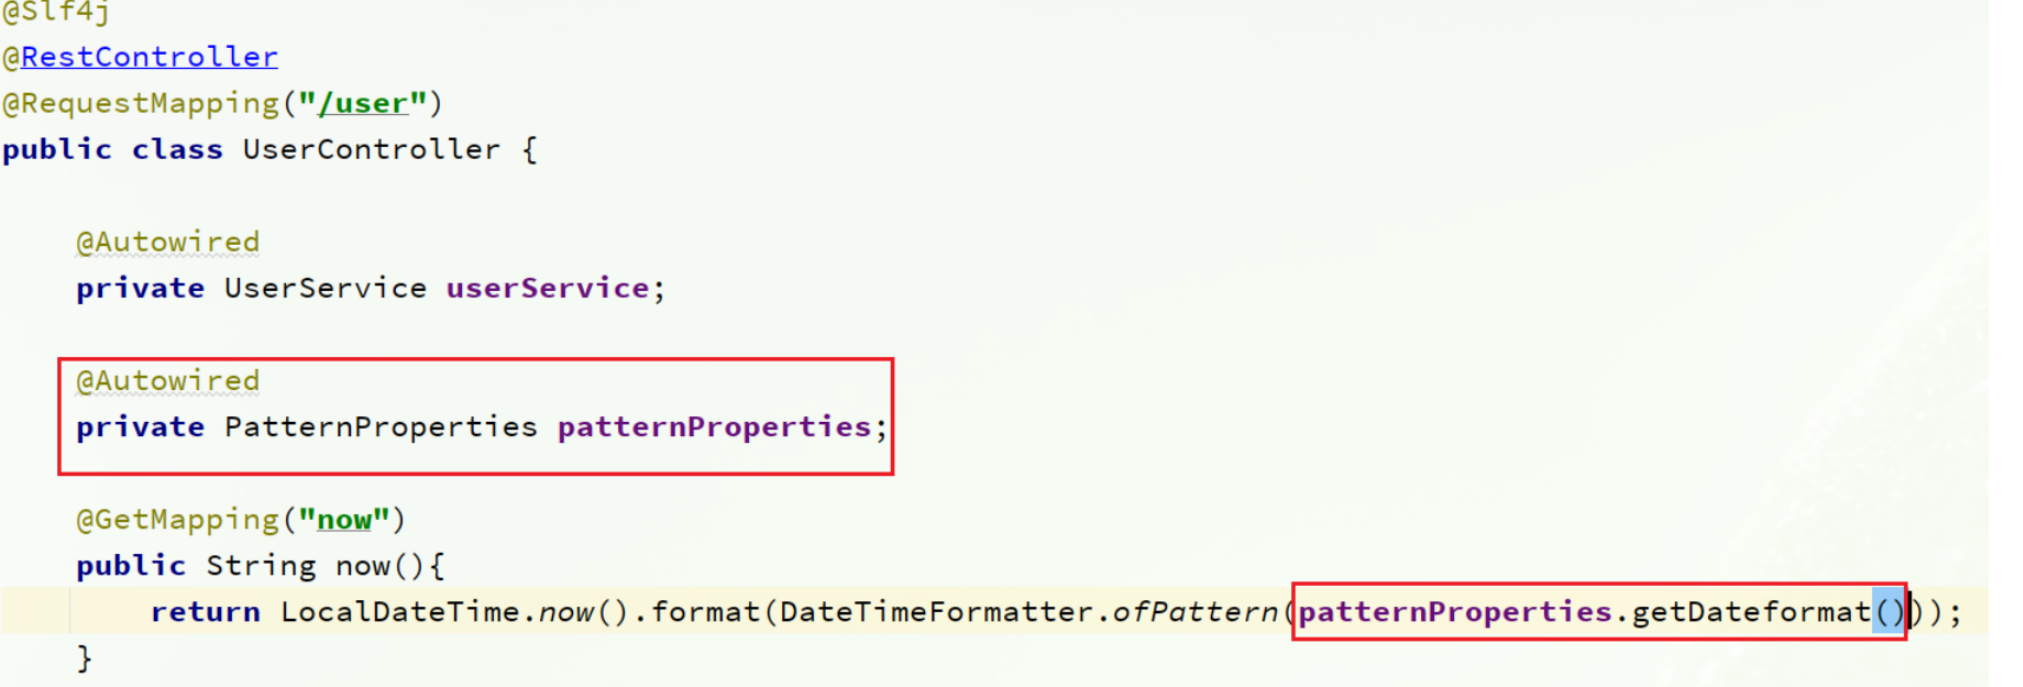 @Slf4j
@RestController
@RequestMapping("/user")
public class UserController {
@Autowired
private UserService userService;
@Autowired
private PatternProperties patternProperties;
@GetMapping("now")
public String now(){
return LocalDateTime.now().format(DateTimeFormatter.ofPattern(patternProperties.getDateformat()));
}